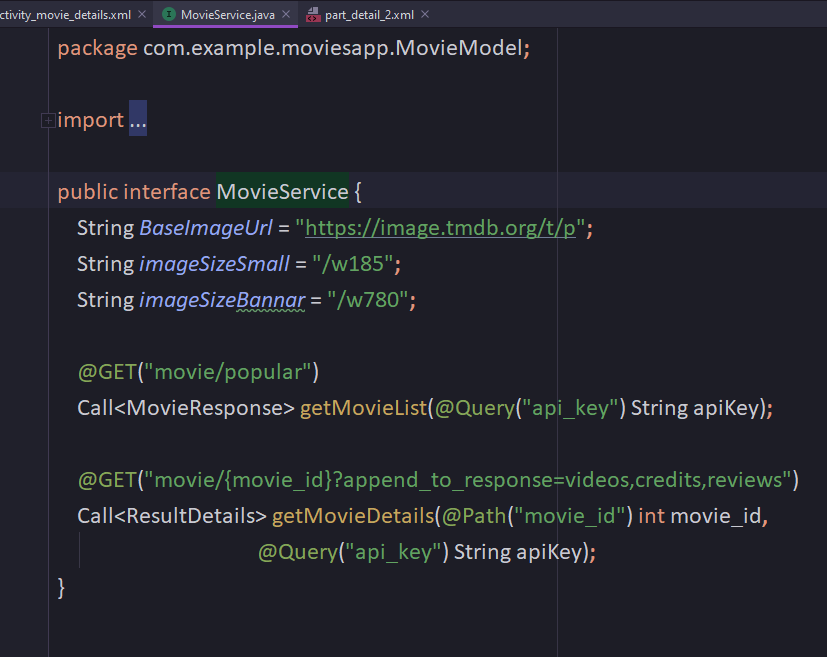 ctivity_movie_details.xml MovieService.java part_detail_2.xml
package com.example.moviesapp.MovieModel;
import ...
public interface MovieService {
String BaseImageUrl = "https://image.tmdb.org/t/p";
String imageSizeSmall = "/w185";
String imageSizeBannar = "/w780";
@GET("movie/popular")
Call<MovieResponse> getMovieList(@Query("api_key") String apiKey);
@GET("movie/{movie_id}?append_to_response=videos,credits,reviews")
Call<ResultDetails> getMovieDetails(@Path("movie_id") int movie_id,
@Query("api_key") String apiKey);
}